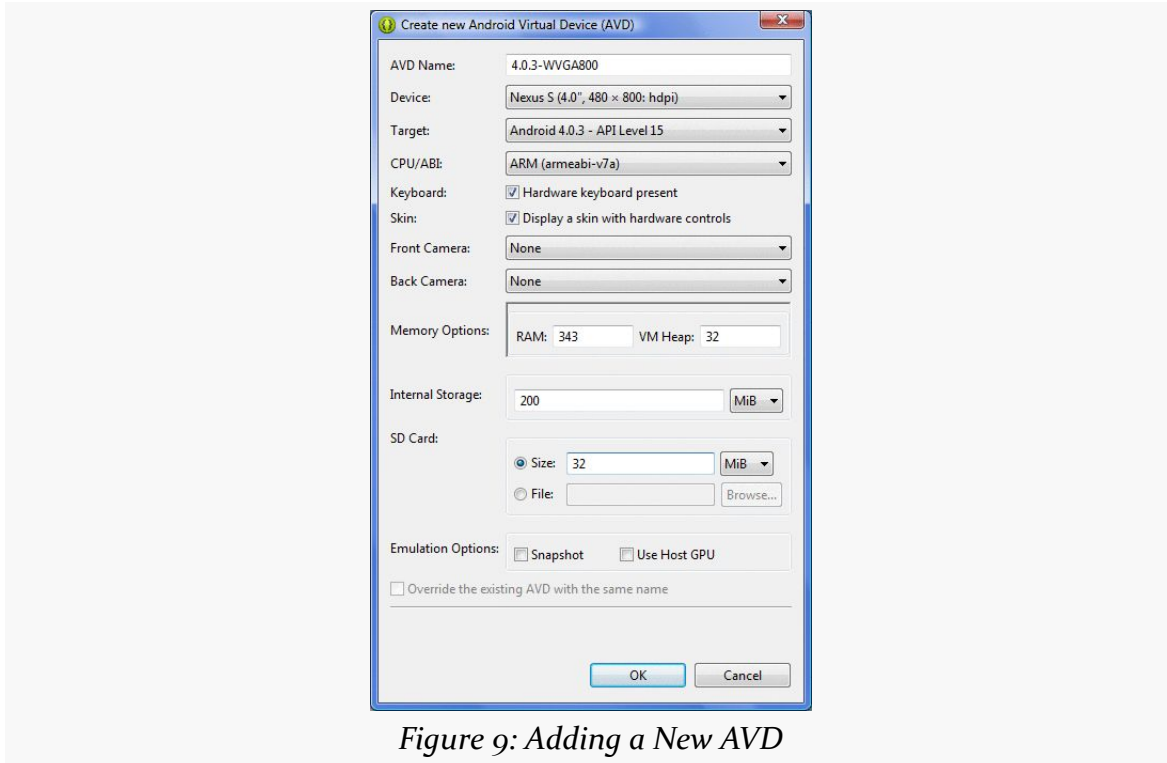 Create new Android Virtual Device (AVD)
AVD Name: 4.0.3-WVGA800
Device: Nexus S (4.0", 480 × 800: hdpi)
Target: Android 4.0.3 - API Level 15
CPU/ABI: ARM (armeabi-v7a)
Keyboard: Hardware keyboard present
Skin: Display a skin with hardware controls
Front Camera: None
Back Camera: None
Memory Options: RAM: 343 VM Heap: 32
Internal Storage: 200 MiB
SD Card:
Size: 32 MiB
File: Browse...
Emulation Options: Snapshot Use Host GPU
Override the existing AVD with the same name
OK Cancel
Figure 9: Adding a New AVD